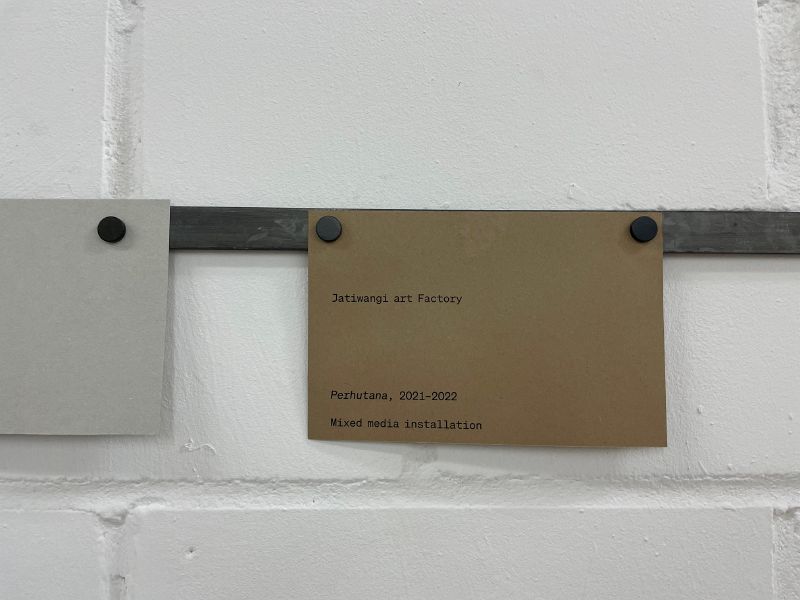 Jatiwangi art Factory
Perhutana, 2021–2022
Mixed media installation